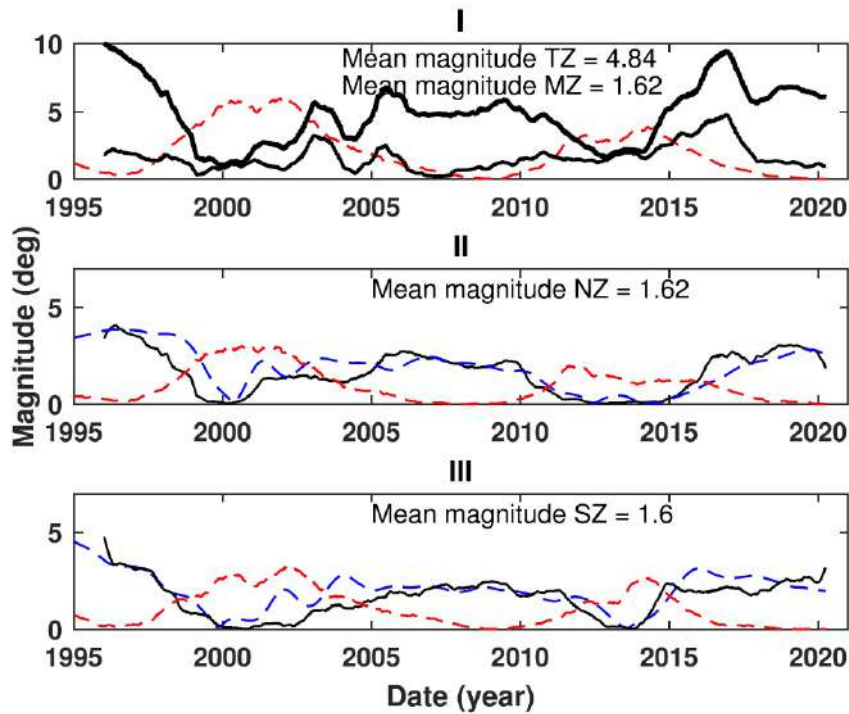 I
10
Mean magnitude TZ = 4.84
Mean magnitude MZ = 1.62
5
0
1995 2000 2005 2010 2015 2020
II
Mean magnitude NZ = 1.62
5
0
1995 2000 2005 2010 2015 2020
Magnitude (deg)
III
Mean magnitude SZ = 1.6
5
0
1995 2000 2005 2010 2015 2020
Date (year)